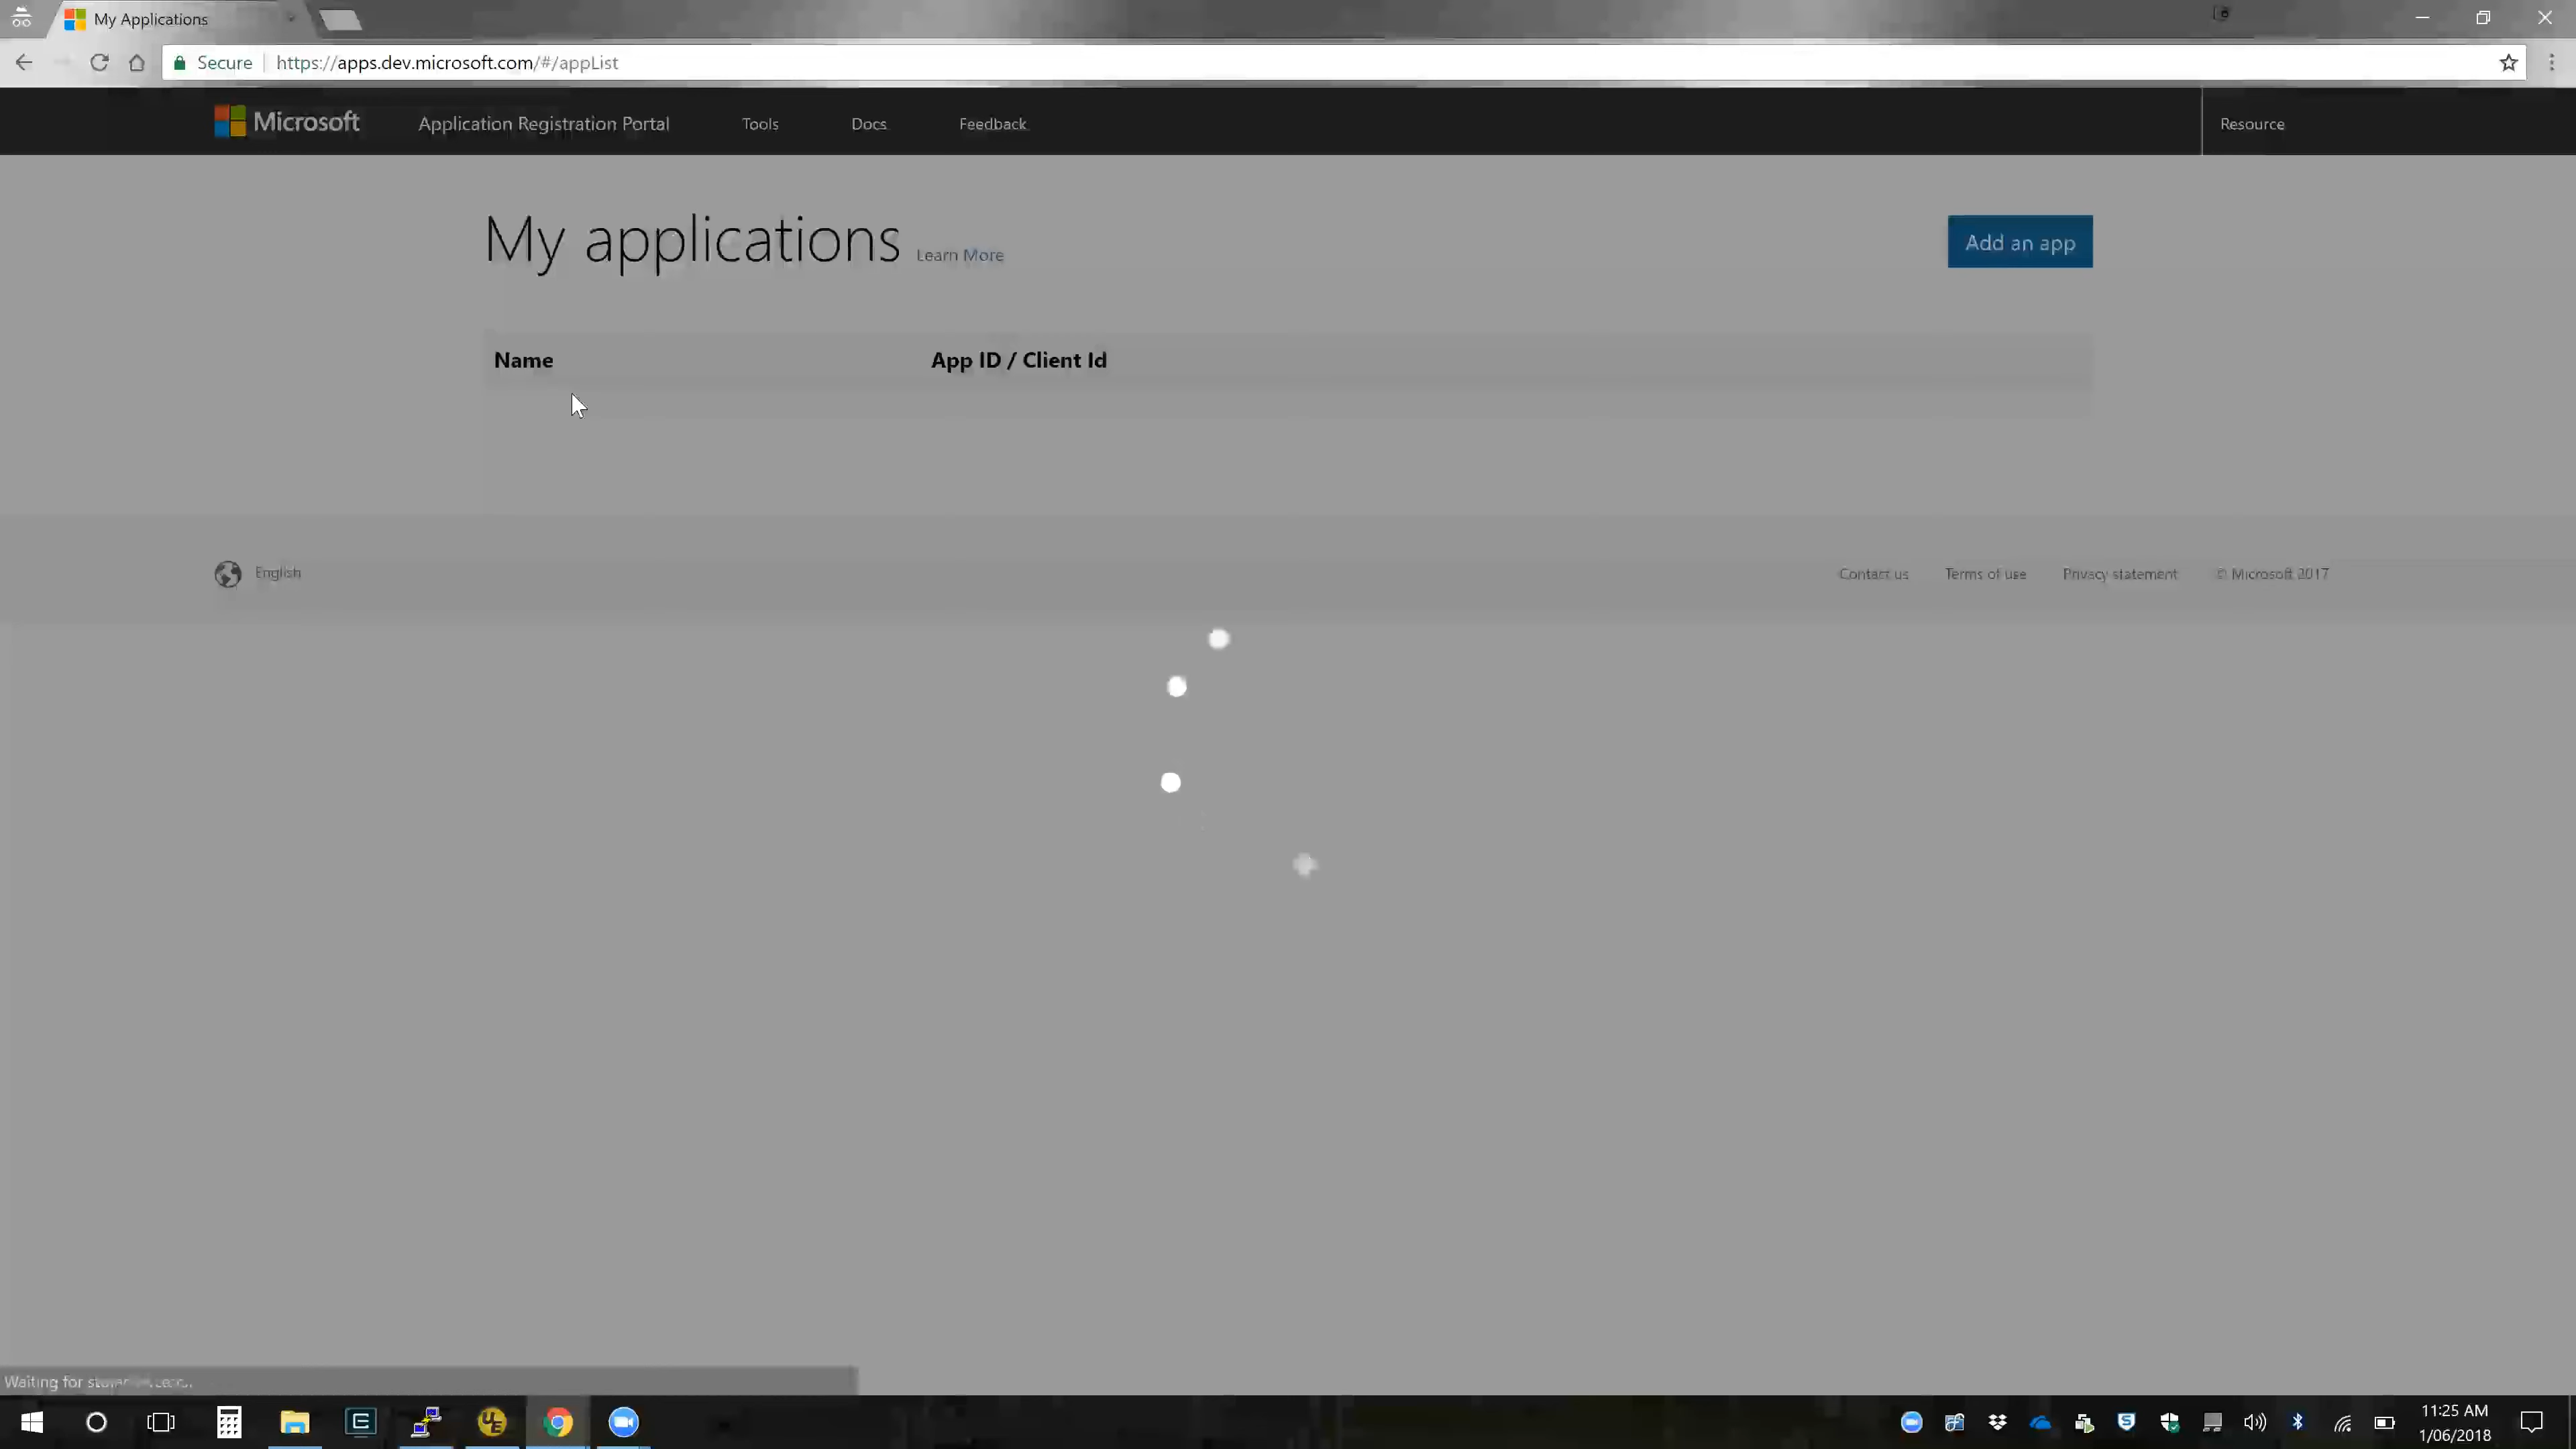 My Applications
Secure https://apps.dev.microsoft.com/#/appList
Microsoft Application Registration Portal Tools Docs Feedback Resource
My applications Learn More Add an app
Name App ID / Client Id
English Contact us Terms of use Privacy statement © Microsoft 2017
Waiting for
11:25 AM
1/06/2018